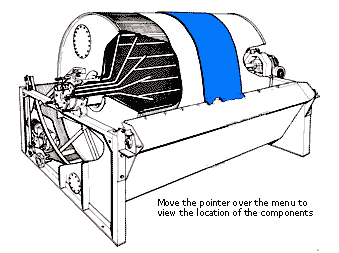 Move the pointer over the menu to
view the location of the components